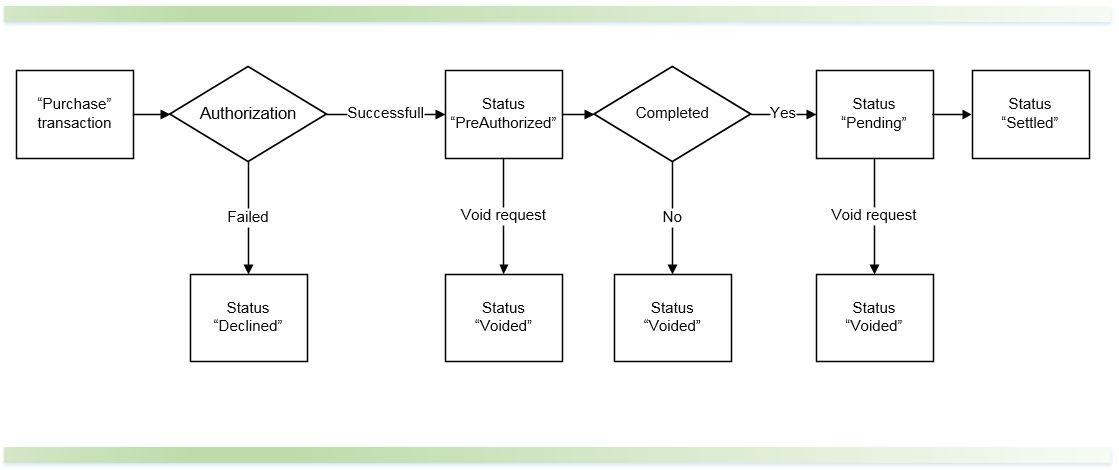 “Purchase”
transaction
Authorization
Successfull
Status
“PreAuthorized”
Completed
Yes
Status
“Pending”
Status
“Settled”
Failed
Void request
No
Void request
Status
“Declined”
Status
“Voided”
Status
“Voided”
Status
“Voided”